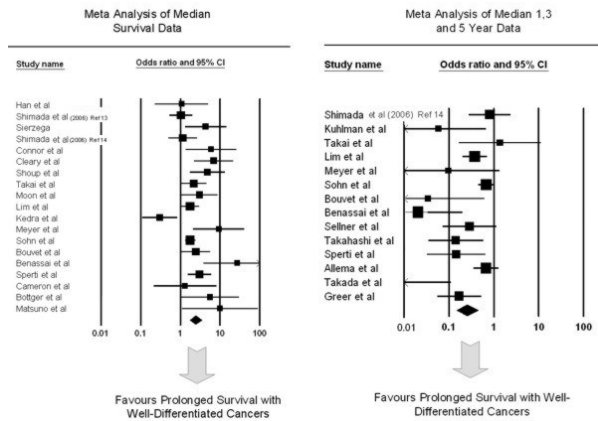 Meta Analysis of Median
Survival Data
Study name
Odds ratio and 95% CI
Han et al
Shimada et al (2006) Ref 13
Sierzega
Shimada et al (2006) Ref 14
Connor et al
Cleary et al
Shoup et al
Takai et al
Moon et al
Lim et al
Kedra et al
Meyer et al
Sohn et al
Bouvet et al
Benassai et al
Sperti et al
Cameron et al
Bottger et al
Matsuno et al
0.01 0.1 1 10 100
Favours Prolonged Survival with
Well-Differentiated Cancers
Meta Analysis of Median 1,3
and 5 Year Data
Study name
Odds ratio and 95% CI
Shimada et al (2006) Ref 14
Kuhlman et al
Takai et al
Lim et al
Meyer et al
Sohn et al
Bouvet et al
Benassai et al
Sellner et al
Takahashi et al
Sperti et al
Allema et al
Takada et al
Greer et al
0.01 0.1 1 10 100
Favours Prolonged Survival with Well-
Differentiated Cancers